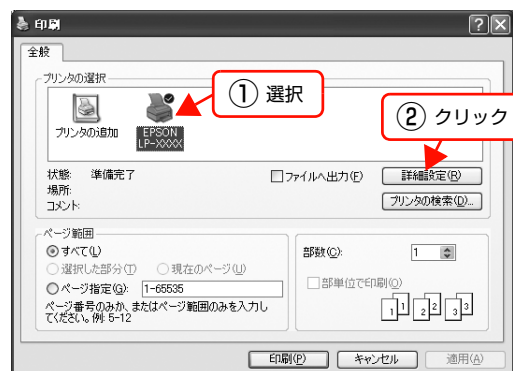 印刷
全般
プリンタの選択
① 選択
プリンタの追加
EPSON
LP-XXXX
② クリック
状態: 準備完了
場所:
コメント:
ファイルへ出力(F)
詳細設定(R)
プリンタの検索(D)...
ページ範囲
すべて(L)
選択した部分(T) 現在のページ(U)
ページ指定(G): 1-65535
ページ番号のみか、またはページ範囲のみを入力し
てください。例: 5-12
部数(C): 1
部単位で印刷(O)
1 1 2 2 3 3
印刷(P) キャンセル 適用(A)